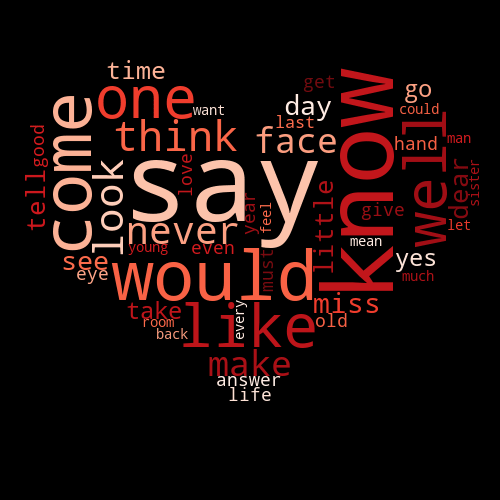 time
get
one
day
go
want
could
last
come
think
face
know
well
hand
man
good
look
say
love
tell
never
year
feel
little
give
dear
sister
let
young
even
mean
see
eye
would
must
yes
much
take
like
every
miss
room
back
old
make
answer
life